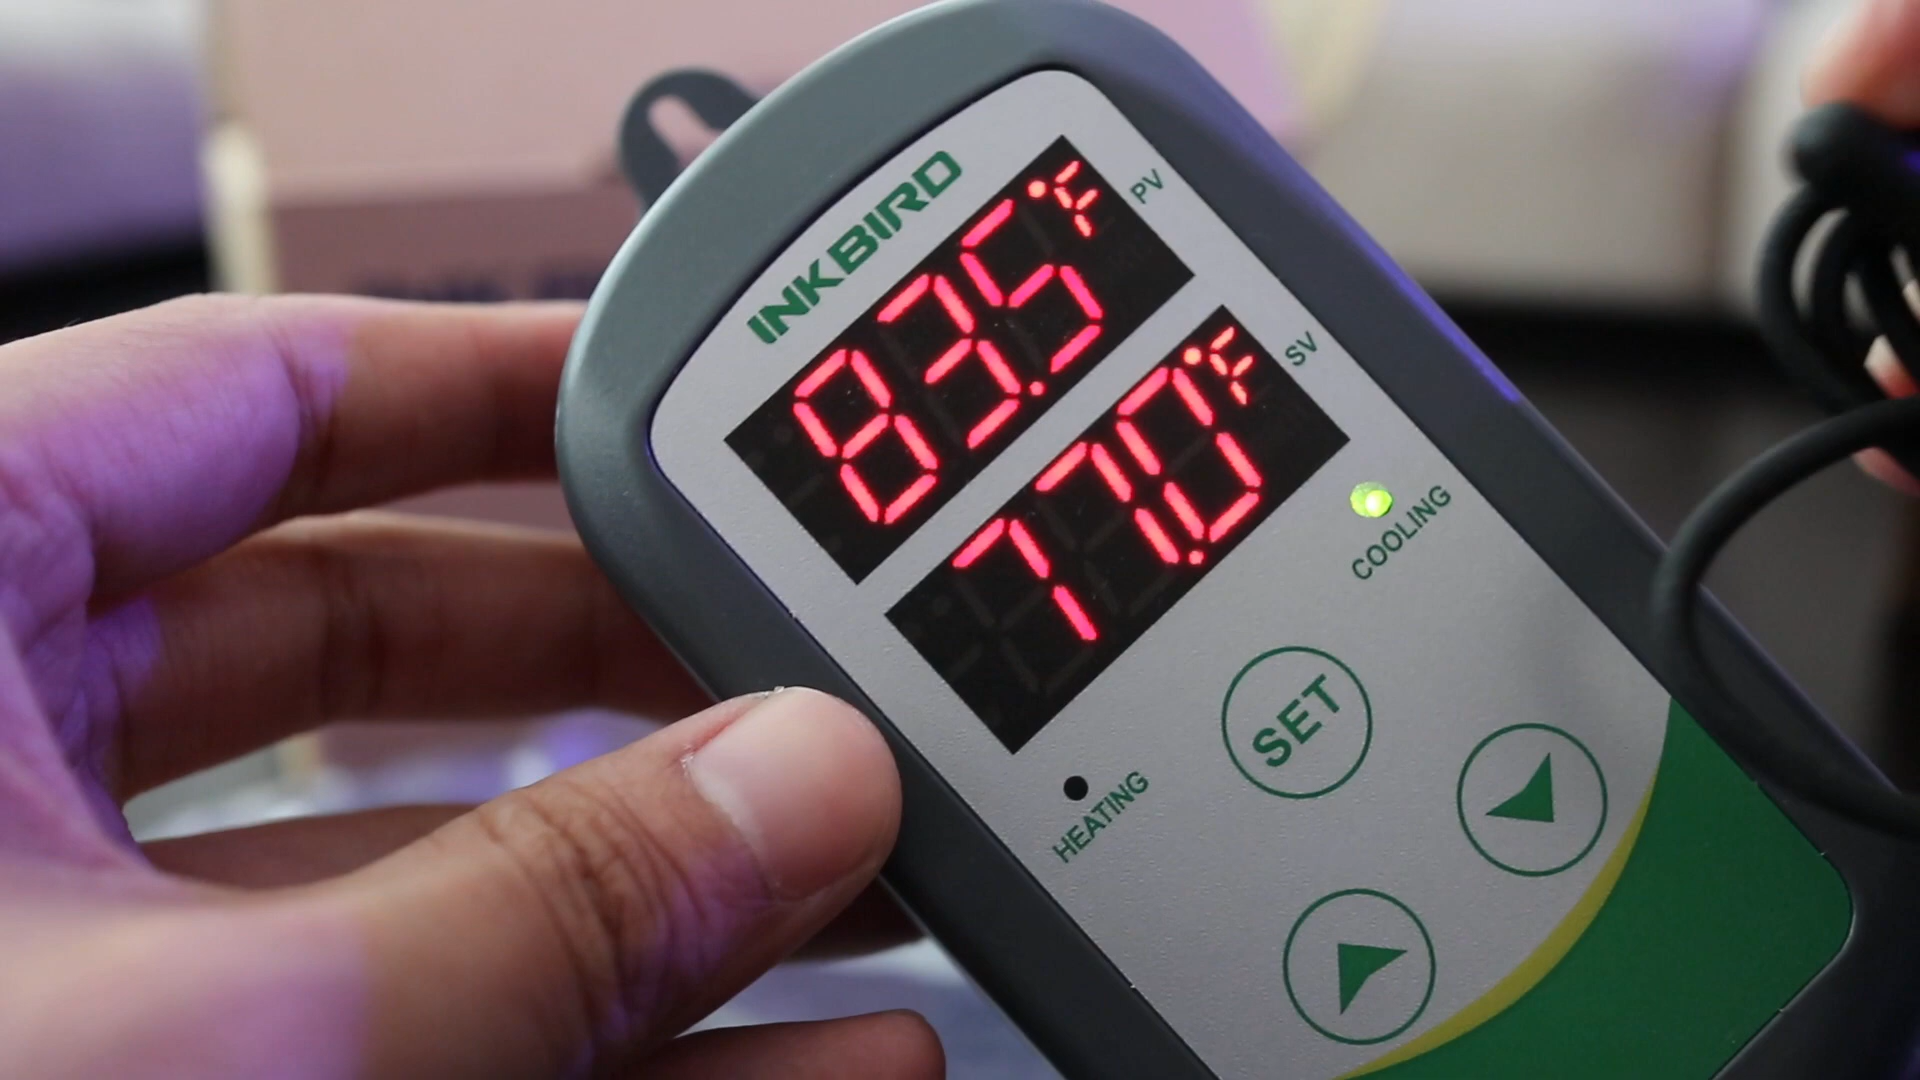 INKBIRD
83.5°F
PV
77.0°F
SV
COOLING
HEATING
SET